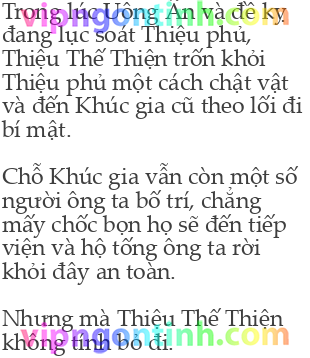 Trong lúc Uông Ấn và đề kỵ
đang lục soát Thiệu phủ,
Thiệu Thế Thiện trốn khỏi
Thiệu phủ một cách chật vật
và đến Khúc gia cũ theo lối đi
bí mật.
Chỗ Khúc gia vẫn còn một số
người ông ta bố trí, chẳng
mấy chốc bọn họ sẽ đến tiếp
viện và hộ tống ông ta rời
khỏi đây an toàn.
Nhưng mà Thiệu Thế Thiện
không tính bỏ đi.
vipngontinh.com
vipngontinh.com
vipngontinh.com